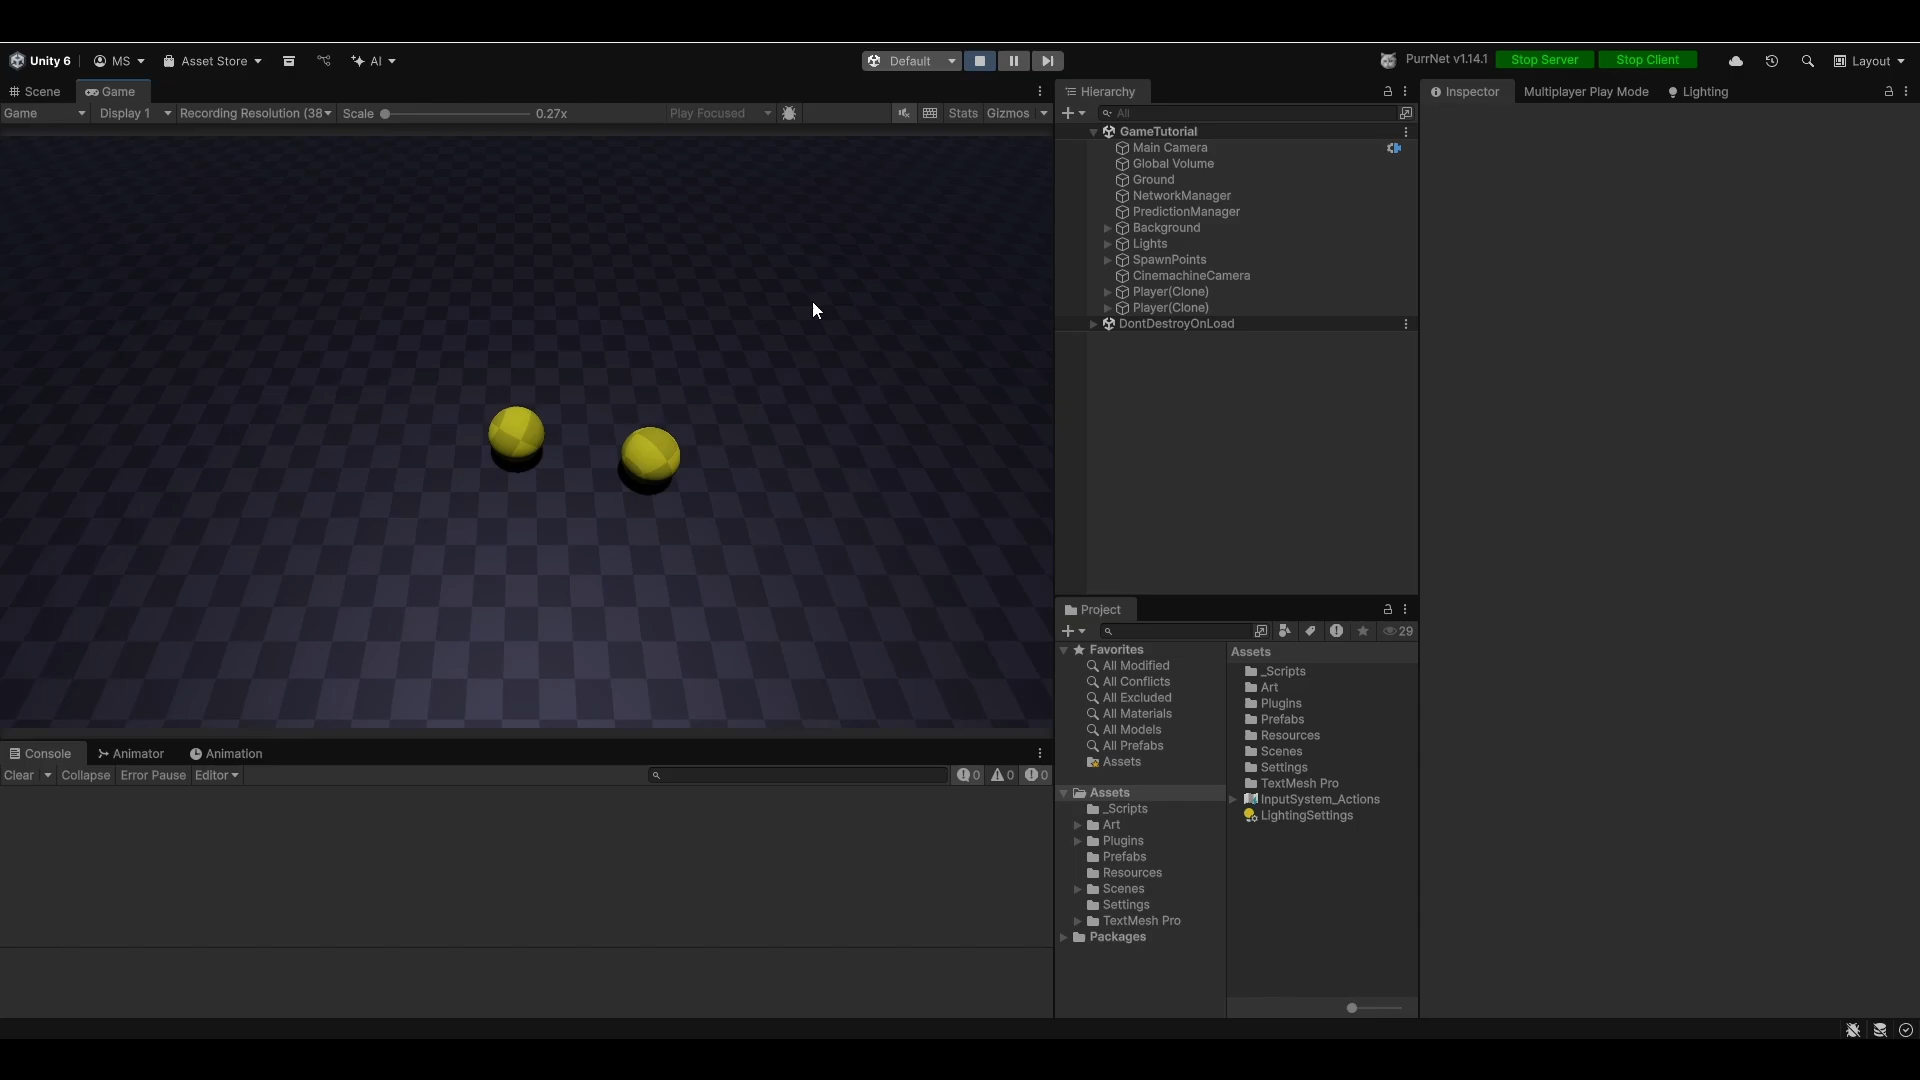 Unity 6 MS Asset Store AI Default PurrNet v1.14.1 Stop Server Stop Client Layout
Scene Game
Game Display 1 Recording Resolution (38 Scale 0.27x Play Focused Stats Gizmos
Hierarchy
All
GameTutorial
Main Camera
Global Volume
Ground
NetworkManager
PredictionManager
Background
Lights
SpawnPoints
CinemachineCamera
Player(Clone)
Player(Clone)
DontDestroyOnLoad
Inspector Multiplayer Play Mode Lighting
Console Animator Animation
Clear Collapse Error Pause Editor 0 0 0
Project
29
Favorites
All Modified
All Conflicts
All Excluded
All Materials
All Models
All Prefabs
Assets
Assets
_Scripts
Art
Plugins
Prefabs
Resources
Scenes
Settings
TextMesh Pro
Packages
Assets
_Scripts
Art
Plugins
Prefabs
Resources
Scenes
Settings
TextMesh Pro
InputSystem_Actions
LightingSettings